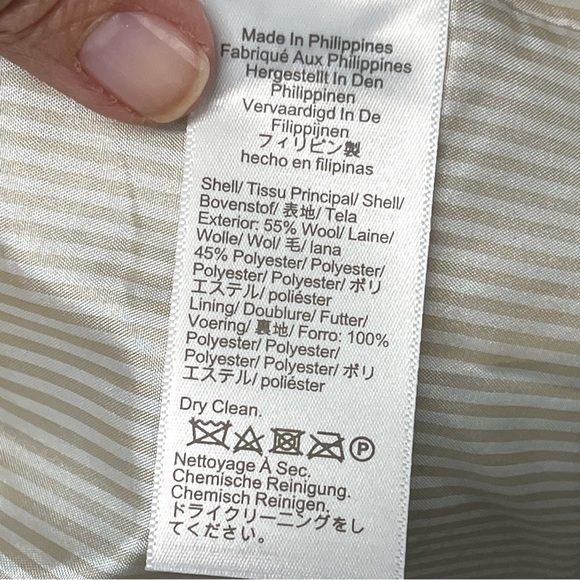 Made In Philippines
Fabriqué Aux Philippines
Hergestellt In Den
Philippinen
Vervaardigd In De
Filippijnen
フィリピン製
hecho en filipinas
Shell/ Tissu Principal/ Shell/
Bovenstof/ 表地/ Tela
Exterior: 55% Wool/ Laine/
Wolle/ Wol/ 毛/ lana
45% Polyester/ Polyester/
Polyester/ Polyester/ ポリ
エステル/ poliéster
Lining/ Doublure/ Futter/
Voering/ 裏地/ Forro: 100%
Polyester/ Polyester/
Polyester/ Polyester/ ポリ
エステル/ poliéster
Dry Clean.
P
Nettoyage À Sec.
Chemische Reinigung.
Chemisch Reinigen.
ドライクリーニングをし
てください。